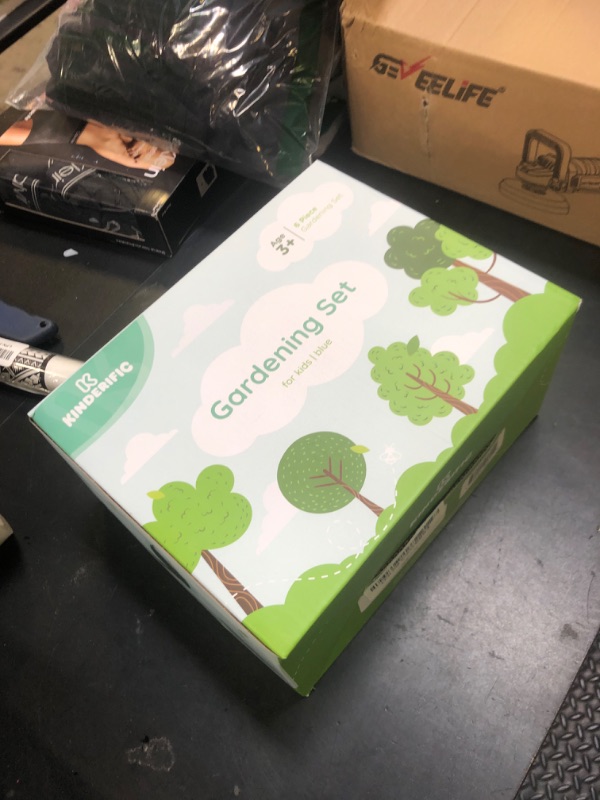 GEVEELIFE®
Age
3+
6 Piece
Gardening Set
Gardening Set
for kids | blue
K
KINDERIFIC